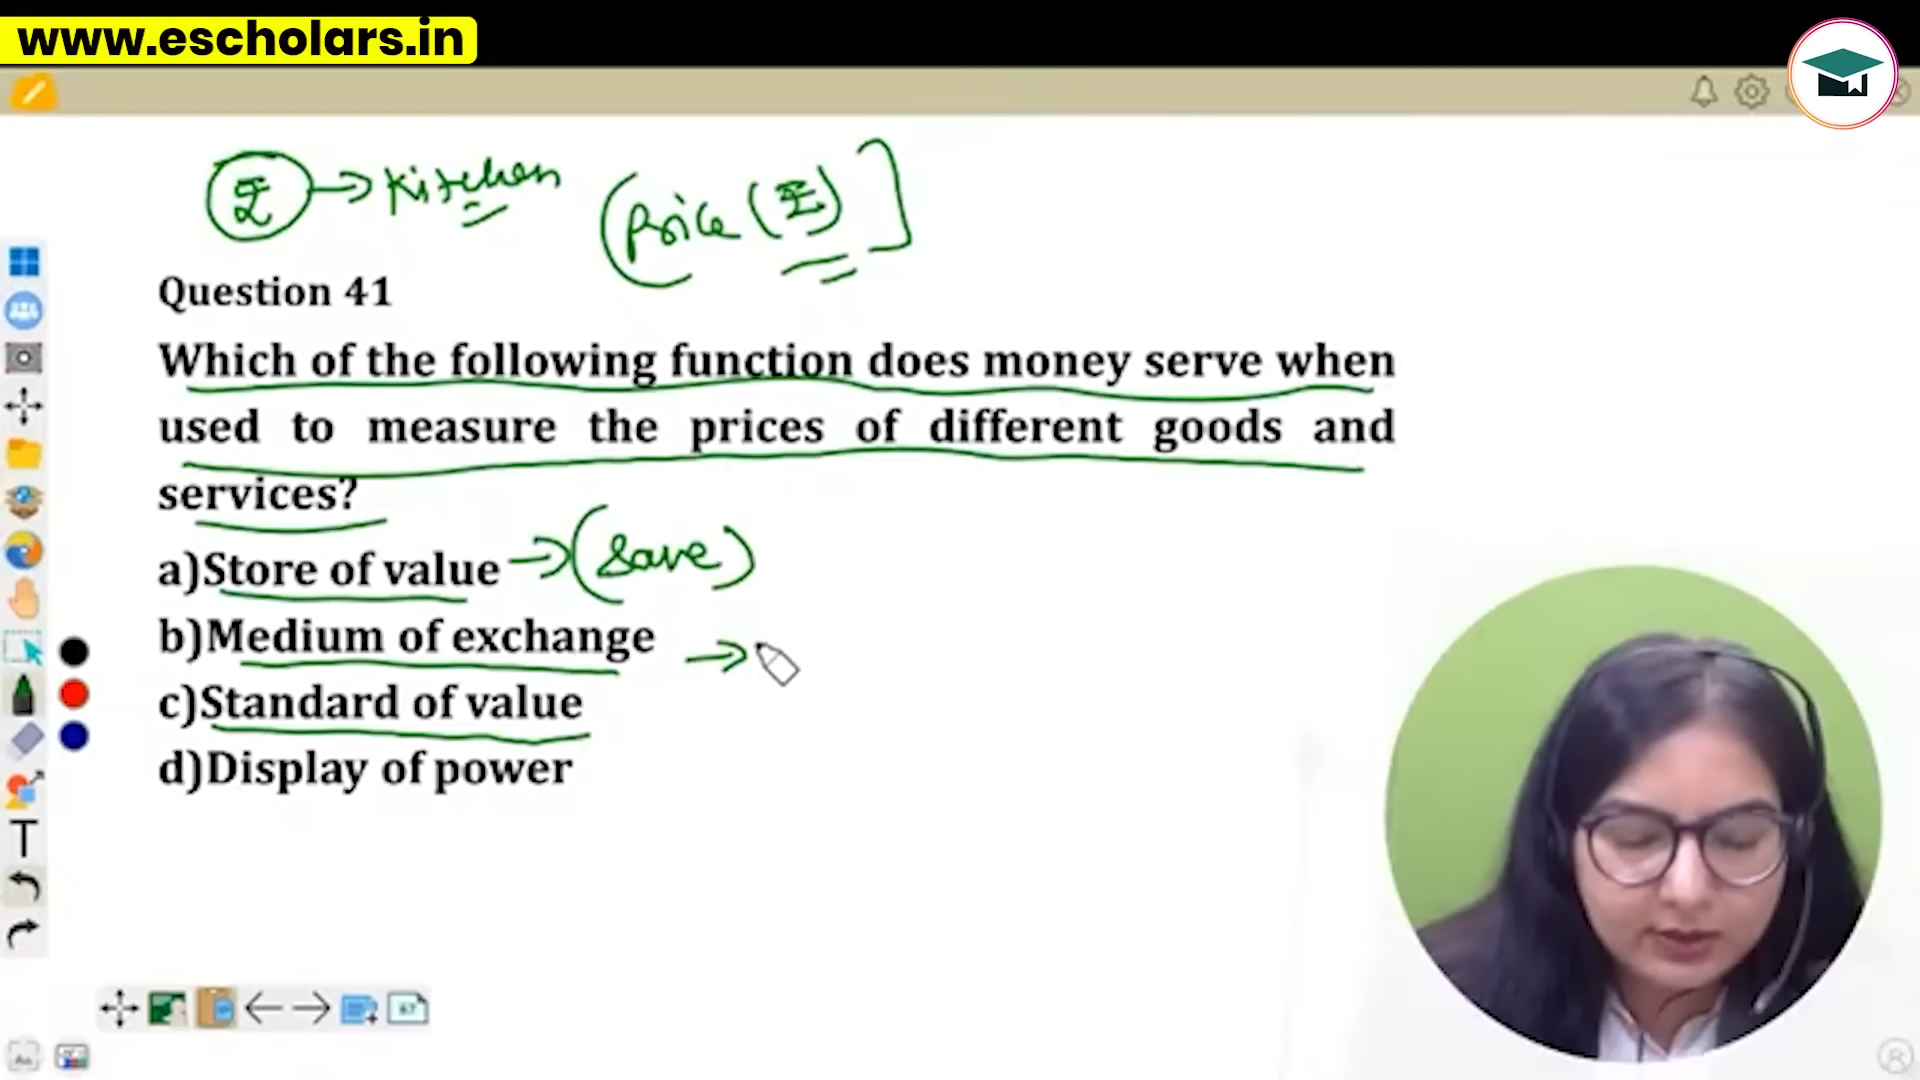 www.escholars.in
₹ → Kitchen (Price (₹)]
Question 41
Which of the following function does money serve when
used to measure the prices of different goods and
services?
a)Store of value → (Save)
b)Medium of exchange →
c)Standard of value
d)Display of power
T
67